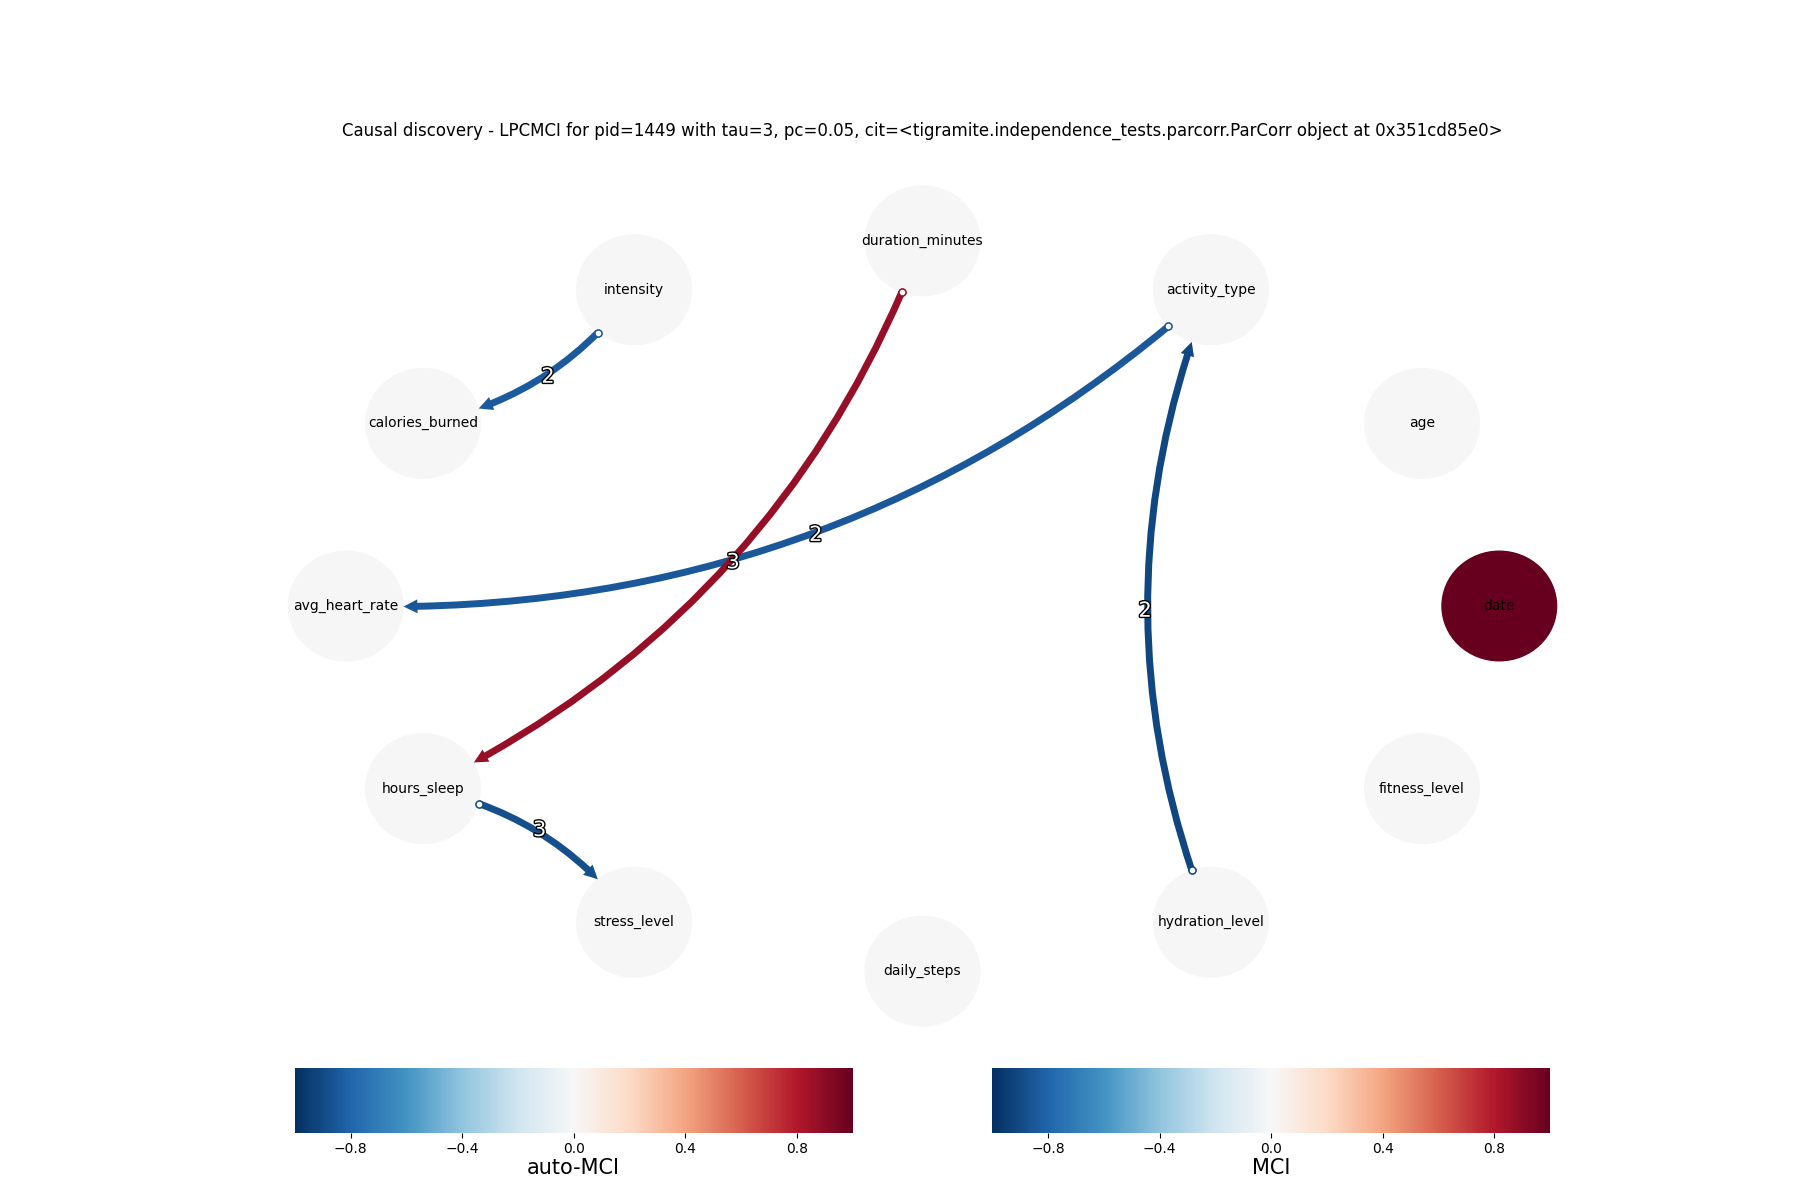 Causal discovery - LPCMCI for pid=1449 with tau=3, pc=0.05, cit=<tigramite.independence_tests.parcorr.ParCorr object at 0x351cd85e0>
duration_minutes
intensity
activity_type
2
calories_burned
age
2
3
avg_heart_rate
date
2
hours_sleep
fitness_level
3
stress_level
hydration_level
daily_steps
−0.8 −0.4 0.0 0.4 0.8
auto-MCI
−0.8 −0.4 0.0 0.4 0.8
MCI